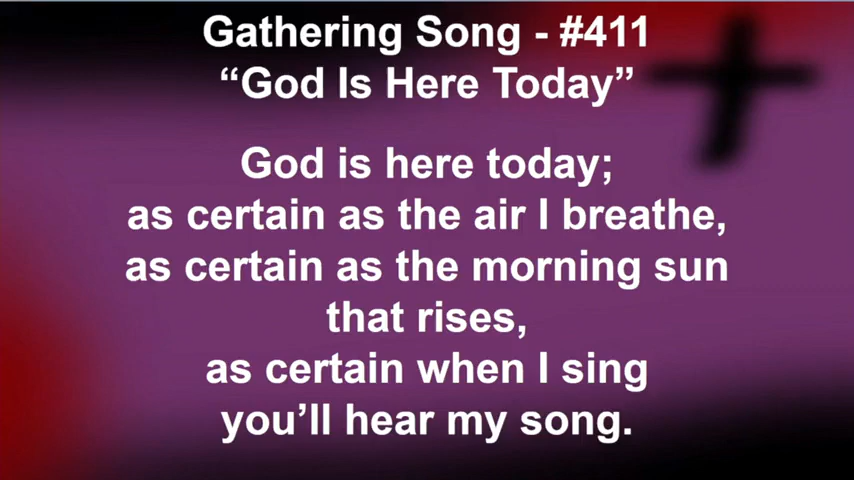 Gathering Song - #411
“God Is Here Today”
God is here today;
as certain as the air I breathe,
as certain as the morning sun
that rises,
as certain when I sing
you’ll hear my song.